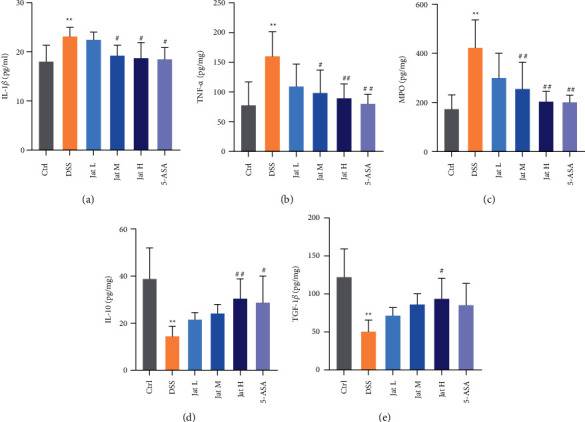 IL-1β (pg/ml)
30
20
10
0
**
#
#
#
Ctrl
DSS
Jat L
Jat M
Jat H
5-ASA
(a)
TNF-α (pg/mg)
250
200
150
100
50
0
**
#
##
# #
Ctrl
DSS
Jat L
Jat M
Jat H
5-ASA
(b)
MPO (pg/mg)
600
400
200
0
**
# #
##
##
Ctrl
DSS
Jat L
Jat M
Jat H
5-ASA
(c)
IL-10 (pg/mg)
60
40
20
0
**
# #
#
Ctrl
DSS
Jat L
Jat M
Jat H
5-ASA
(d)
TGF-1β (pg/mg)
200
150
100
50
0
**
#
Ctrl
DSS
Jat L
Jat M
Jat H
5-ASA
(e)